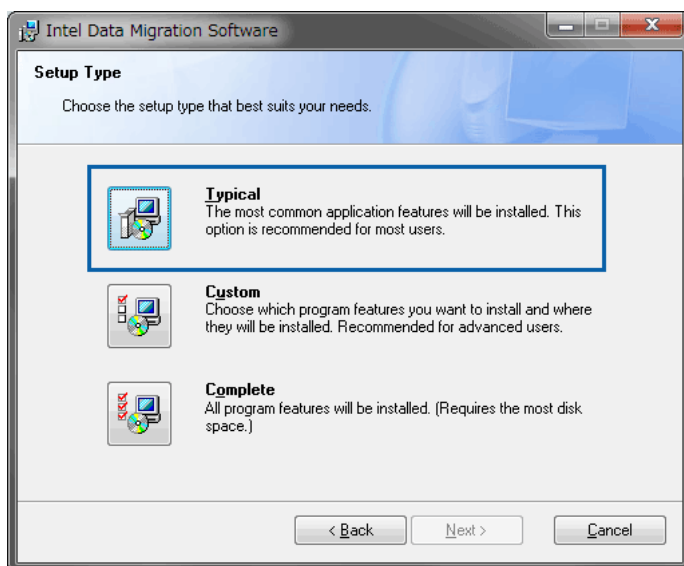 Intel Data Migration Software
Setup Type
Choose the setup type that best suits your needs.
Typical
The most common application features will be installed. This
option is recommended for most users.
Custom
Choose which program features you want to install and where
they will be installed. Recommended for advanced users.
Complete
All program features will be installed. (Requires the most disk
space.)
< Back Next > Cancel